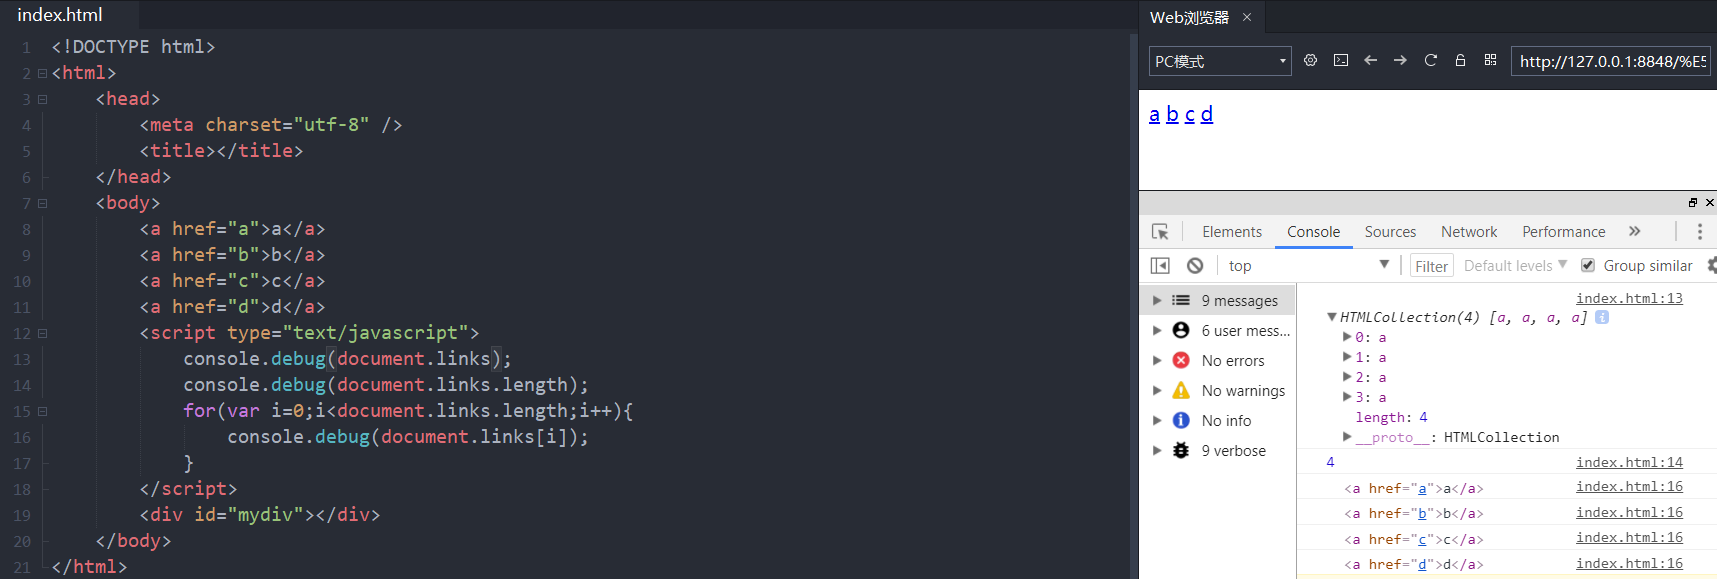 index.html
1 <!DOCTYPE html>
2 <html>
3 <head>
4 <meta charset="utf-8" />
5 <title></title>
6 </head>
7 <body>
8 <a href="a">a</a>
9 <a href="b">b</a>
10 <a href="c">c</a>
11 <a href="d">d</a>
12 <script type="text/javascript">
13 console.debug(document.links);
14 console.debug(document.links.length);
15 for(var i=0;i<document.links.length;i++){
16 console.debug(document.links[i]);
17 }
18 </script>
19 <div id="mydiv"></div>
20 </body>
21 </html>
Web浏览器 ×
PC模式 http://127.0.0.1:8848/%E5
a b c d
Elements Console Sources Network Performance »
top Filter Default levels Group similar
9 messages
6 user mess...
No errors
No warnings
No info
9 verbose
index.html:13
HTMLCollection(4) [a, a, a, a] i
0: a
1: a
2: a
3: a
length: 4
__proto__: HTMLCollection
4 index.html:14
<a href="a">a</a> index.html:16
<a href="b">b</a> index.html:16
<a href="c">c</a> index.html:16
<a href="d">d</a> index.html:16